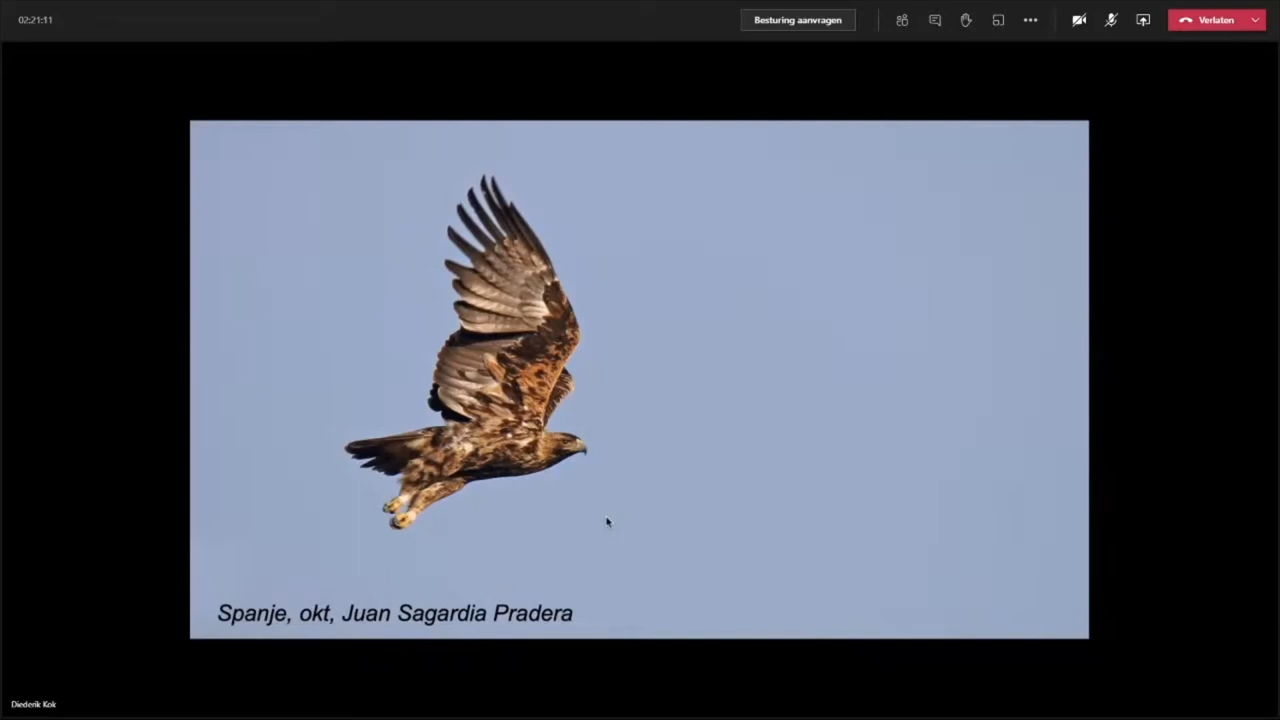 02:21:11
Besturing aanvragen
Verlaten
Spanje, okt, Juan Sagardia Pradera
Diederik Kok